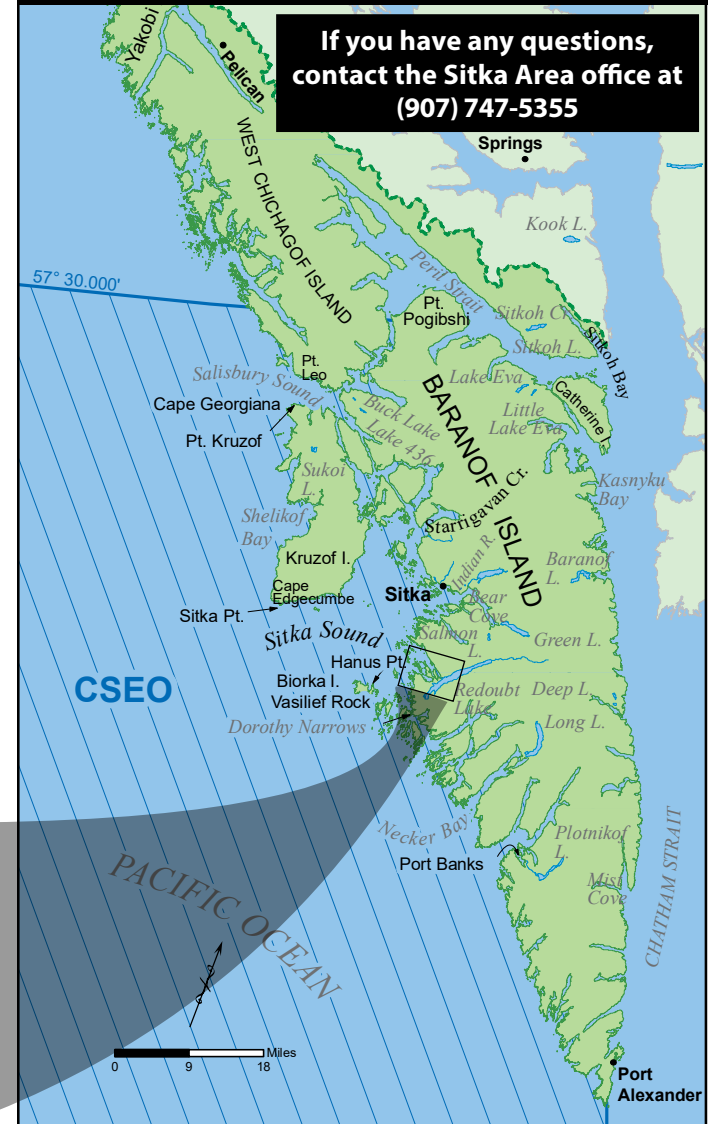 If you have any questions,
contact the Sitka Area office at
(907) 747-5355
Yakobi
Pelican
Springs
WEST CHICHAGOF ISLAND
Kook L.
57° 30.000'
Peril Strait
Pt.
Pogibshi
Sitkoh Cr.
Sitkoh L.
Sitkoh Bay
Pt.
Leo
Salisbury Sound
Lake Eva
Catherine I.
Cape Georgiana
Pt. Kruzof
Buck Lake
Lake 436
BARANOF ISLAND
Little
Lake Eva
Sukoi
L.
Kasnyku
Bay
Starrigavan Cr.
Shelikof
Bay
Kruzof I.
Indian R.
Baranof
L.
Cape
Edgecumbe
Sitka
Bear
Cove
Sitka Pt.
Sitka Sound
Salmon
L.
Green L.
Hanus Pt.
Biorka I.
Vasilief Rock
CSEO
Redoubt
Lake
Deep L.
Dorothy Narrows
Long L.
Necker Bay
Plotnikof
L.
Port Banks
Mist
Cove
CHATHAM STRAIT
PACIFIC OCEAN
Miles
0 9 18
Port
Alexander